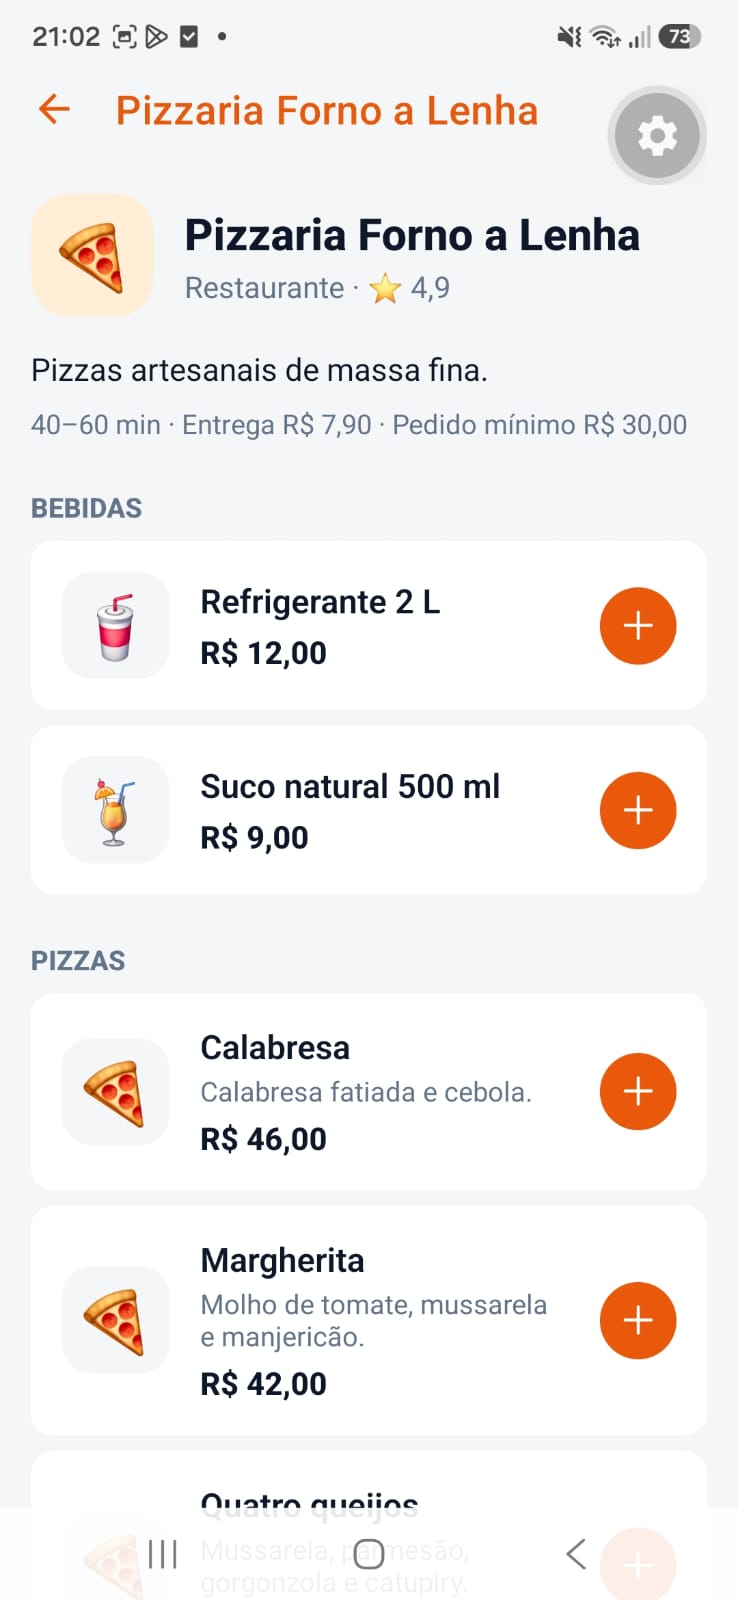 21:02
73
Pizzaria Forno a Lenha
Pizzaria Forno a Lenha
Restaurante · ⭐ 4,9
Pizzas artesanais de massa fina.
40–60 min · Entrega R$ 7,90 · Pedido mínimo R$ 30,00
BEBIDAS
Refrigerante 2 L
R$ 12,00
Suco natural 500 ml
R$ 9,00
PIZZAS
Calabresa
Calabresa fatiada e cebola.
R$ 46,00
Margherita
Molho de tomate, mussarela
e manjericão.
R$ 42,00
Quatro queijos
Mussarela, parmesão,
gorgonzola e catupiry.